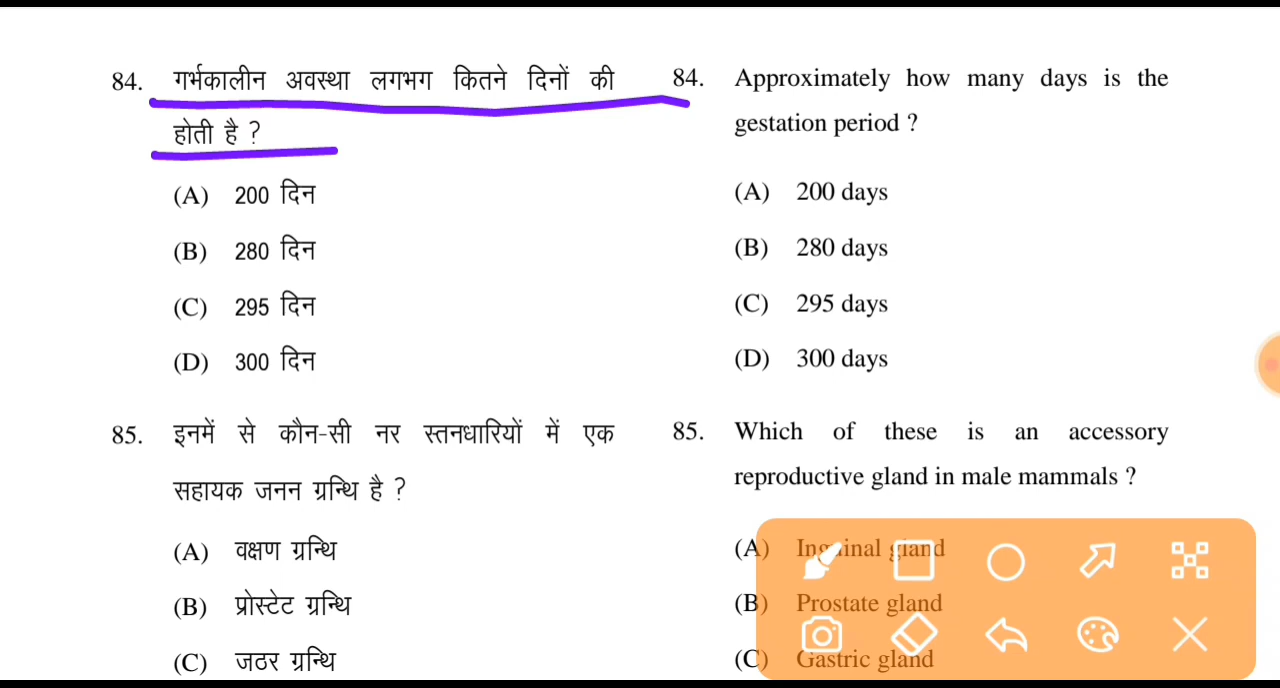 84. गर्भकालीन अवस्था लगभग कितने दिनों की
होती है ?
(A) 200 दिन
(B) 280 दिन
(C) 295 दिन
(D) 300 दिन
85. इनमें से कौन-सी नर स्तनधारियों में एक
सहायक जनन ग्रन्थि है ?
(A) वक्षण ग्रन्थि
(B) प्रोस्टेट ग्रन्थि
(C) जठर ग्रन्थि
84. Approximately how many days is the
gestation period ?
(A) 200 days
(B) 280 days
(C) 295 days
(D) 300 days
85. Which of these is an accessory
reproductive gland in male mammals ?
(A) Inguinal gland
(B) Prostate gland
(C) Gastric gland